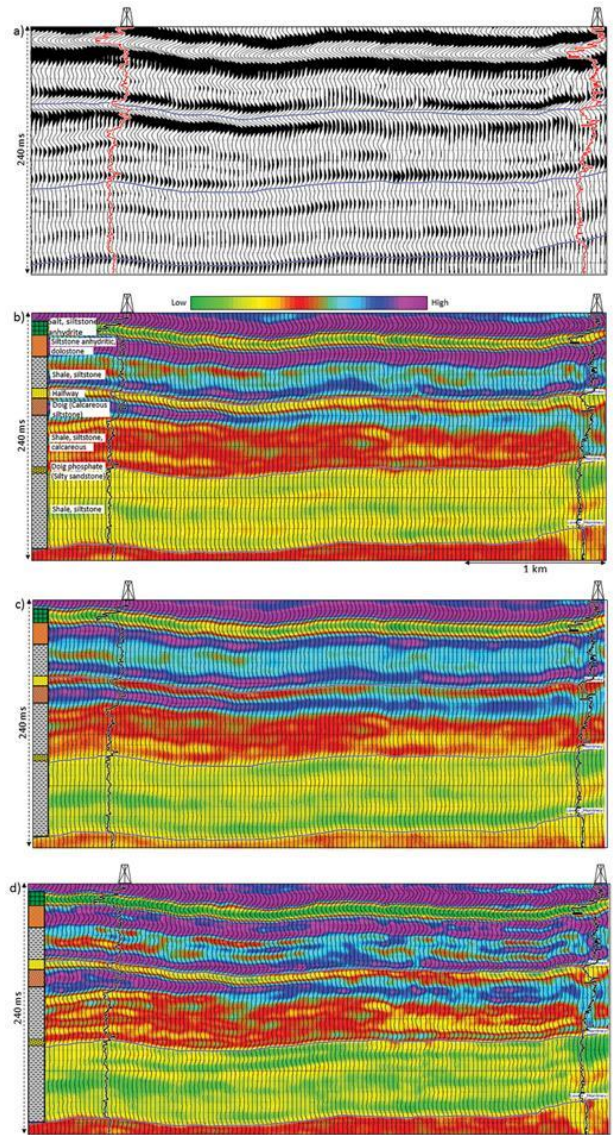 a)
240 ms
Low
High
b)
Salt, siltstone
anhydrite
Siltstone anhydritic,
dolostone
Shale, siltstone
Halfway
Doig (Calcareous
siltstone)
Shale, siltstone,
calcareous
Doig phosphate
(Silty sandstone)
Shale, siltstone
240 ms
1 km
c)
240 ms
d)
240 ms